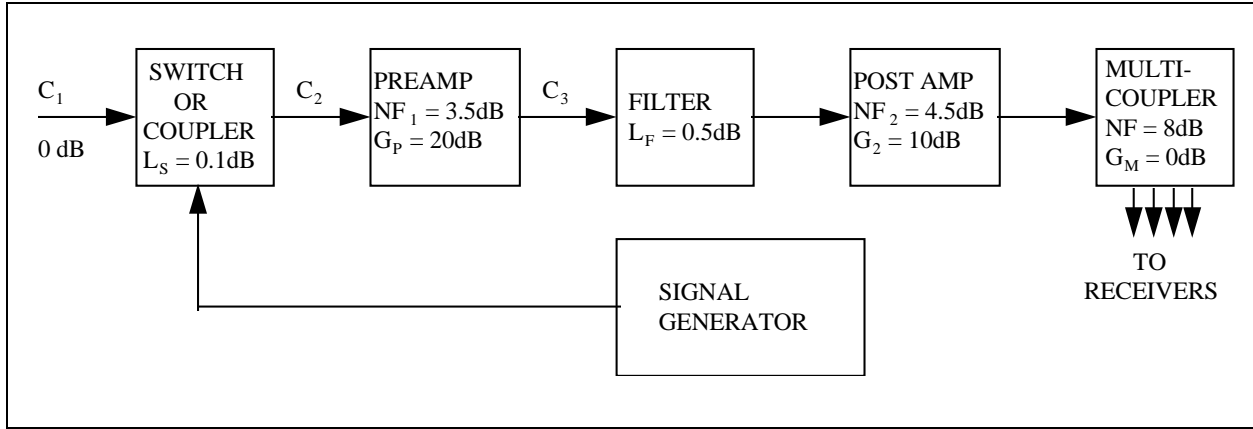 C1
0 dB
SWITCH
OR
COUPLER
LS = 0.1dB
C2
PREAMP
NF1 = 3.5dB
GP = 20dB
C3
FILTER
LF = 0.5dB
POST AMP
NF2 = 4.5dB
G2 = 10dB
MULTI-
COUPLER
NF = 8dB
GM = 0dB
TO
RECEIVERS
SIGNAL
GENERATOR